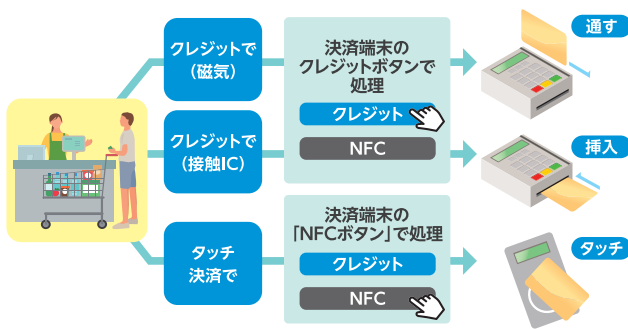 クレジットで
(磁気)
決済端末の
クレジットボタンで
処理
クレジット
NFC
通す
クレジットで
(接触IC)
挿入
タッチ
決済で
決済端末の
「NFCボタン」で処理
クレジット
NFC
タッチ